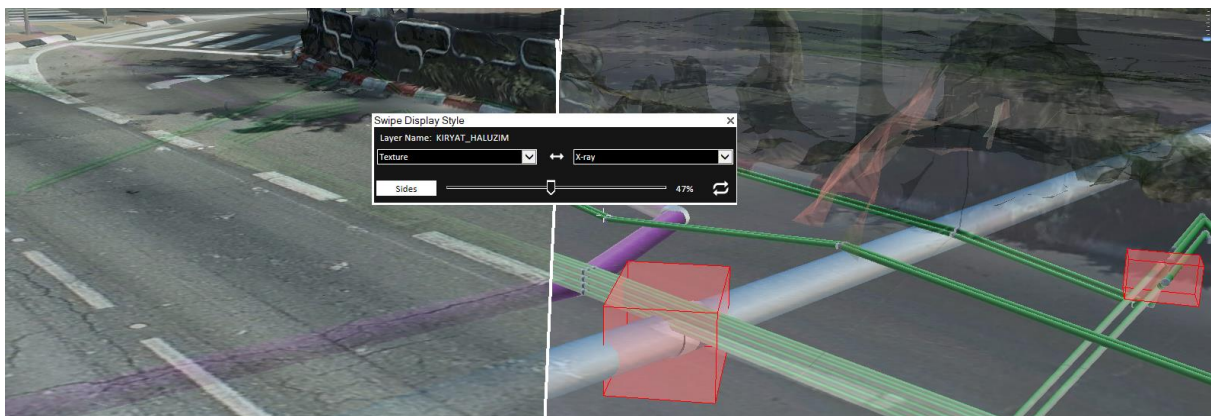 Swipe Display Style
Layer Name: KIRYAT_HALUZIM
Texture
X-ray
Sides
47%